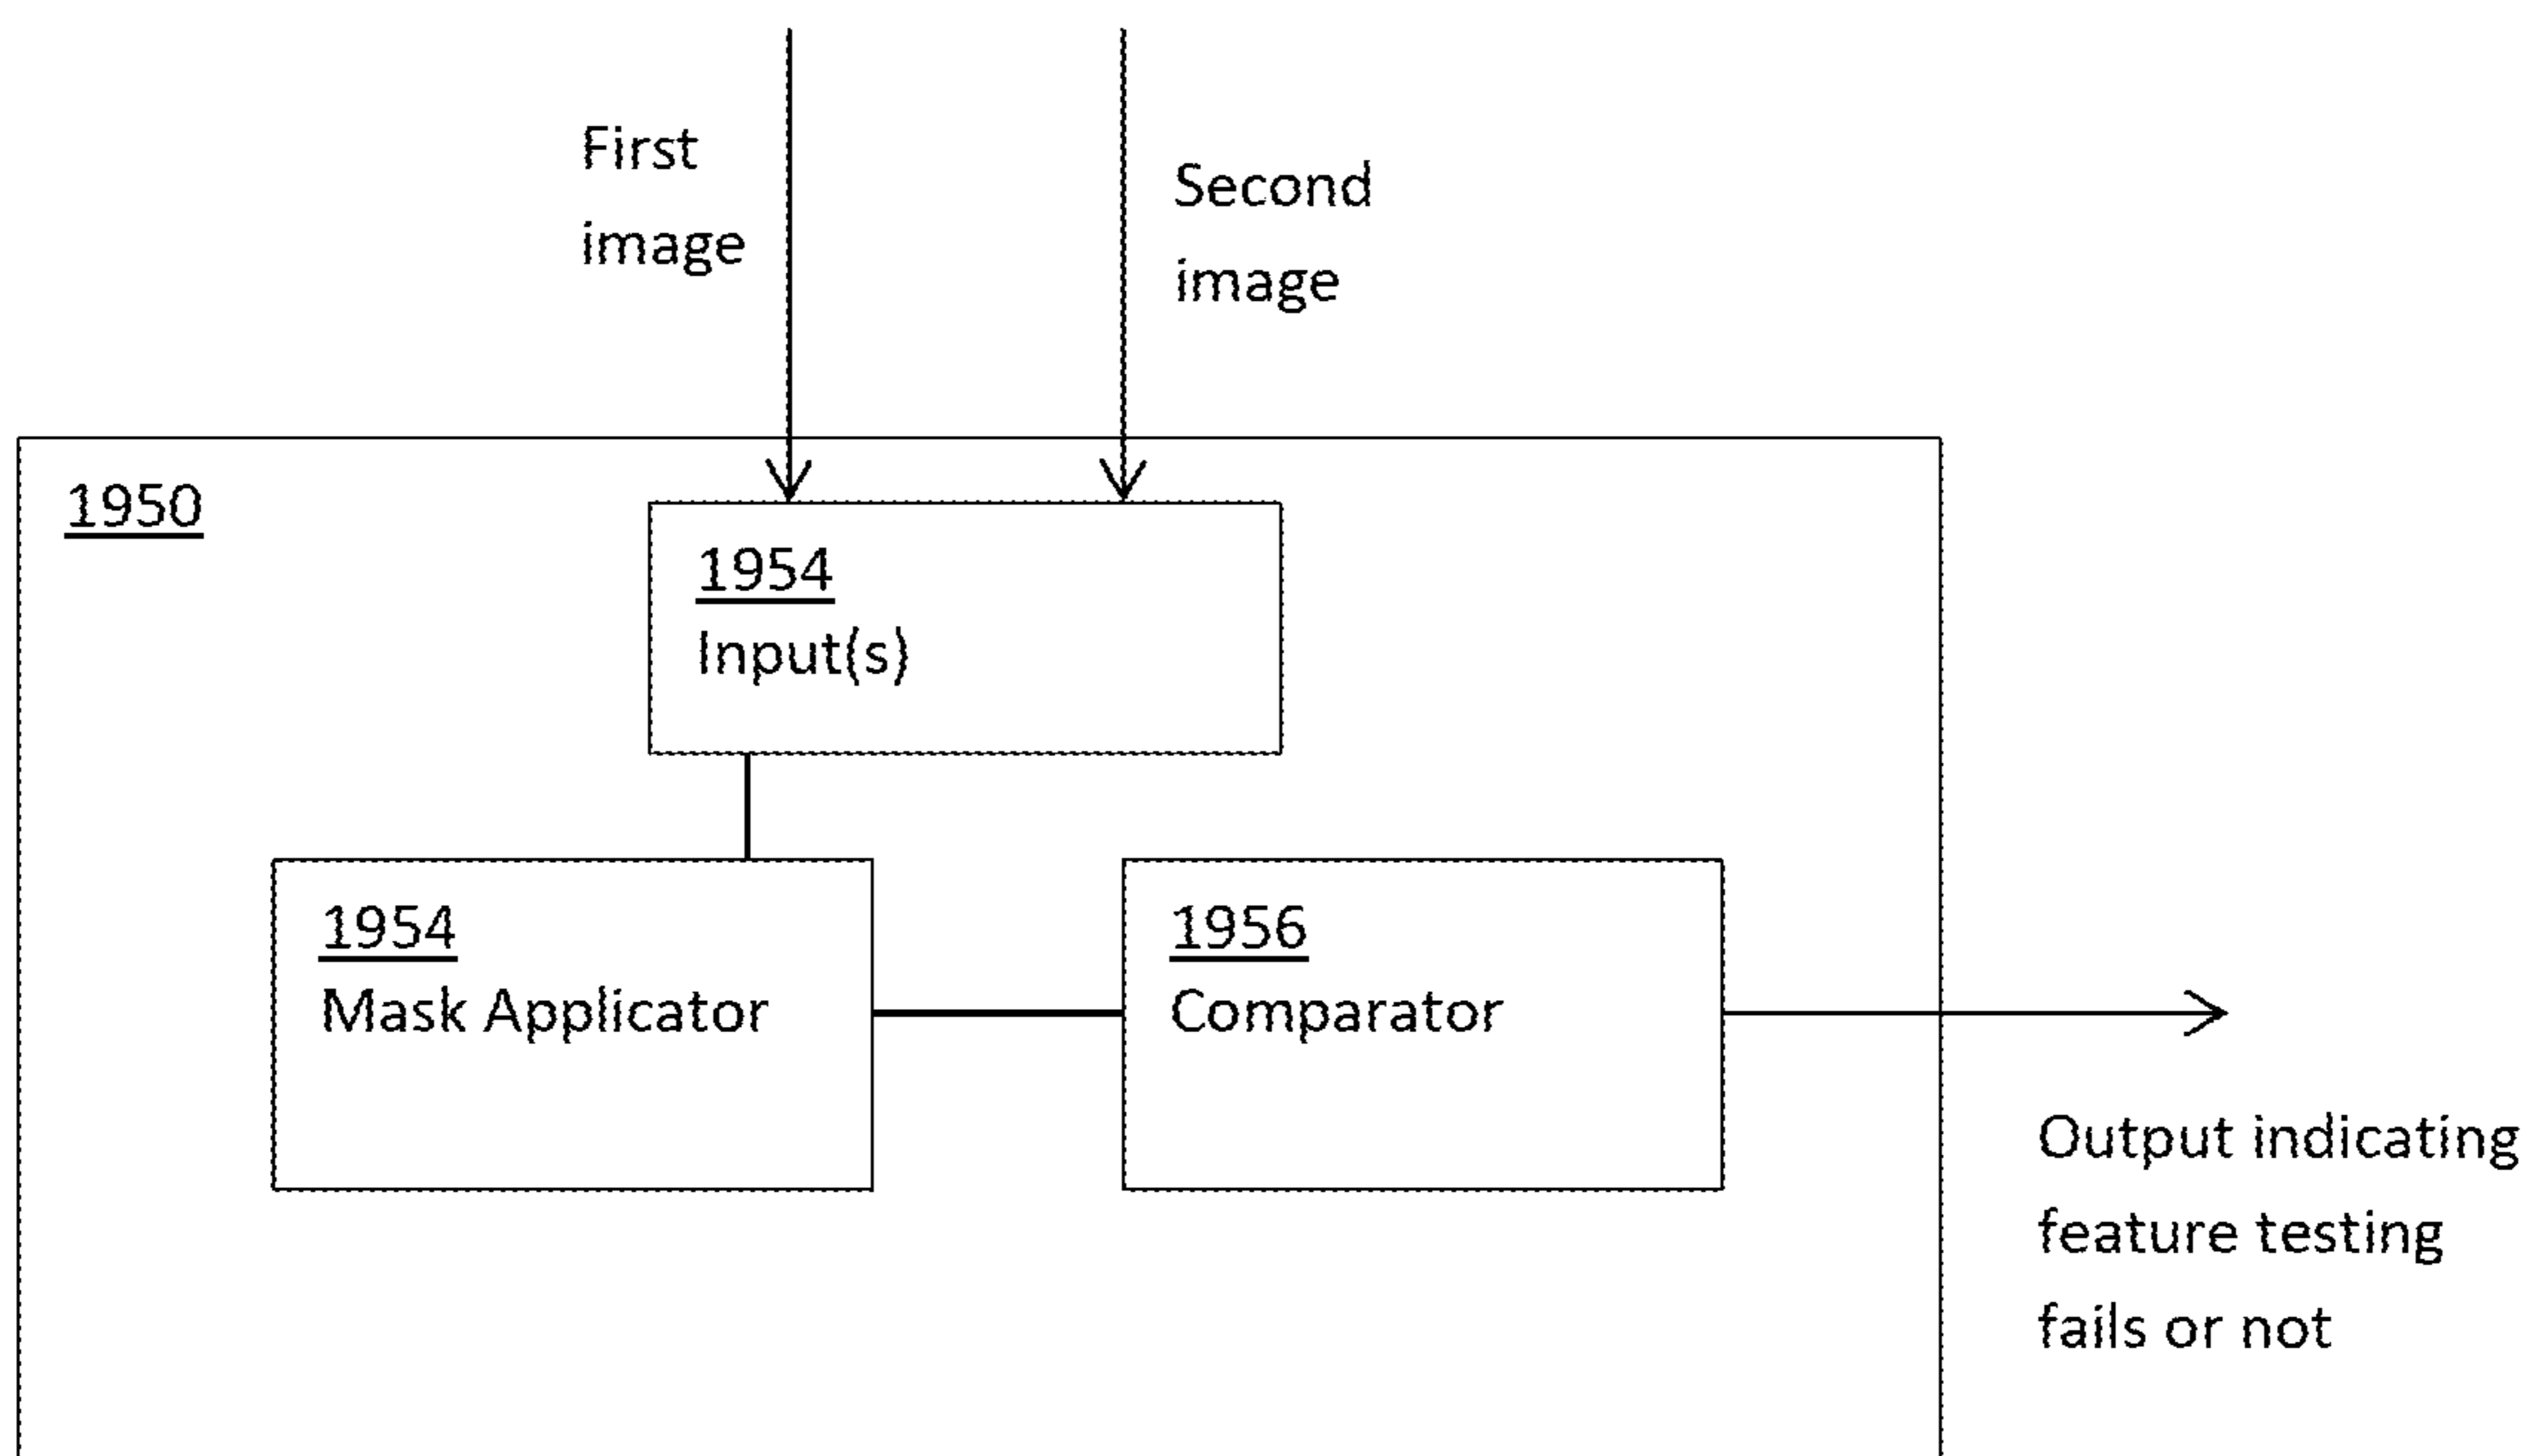 First
image
Second
image
1950
1954
Input(s)
1954
Mask Applicator
1956
Comparator
Output indicating
feature testing
fails or not